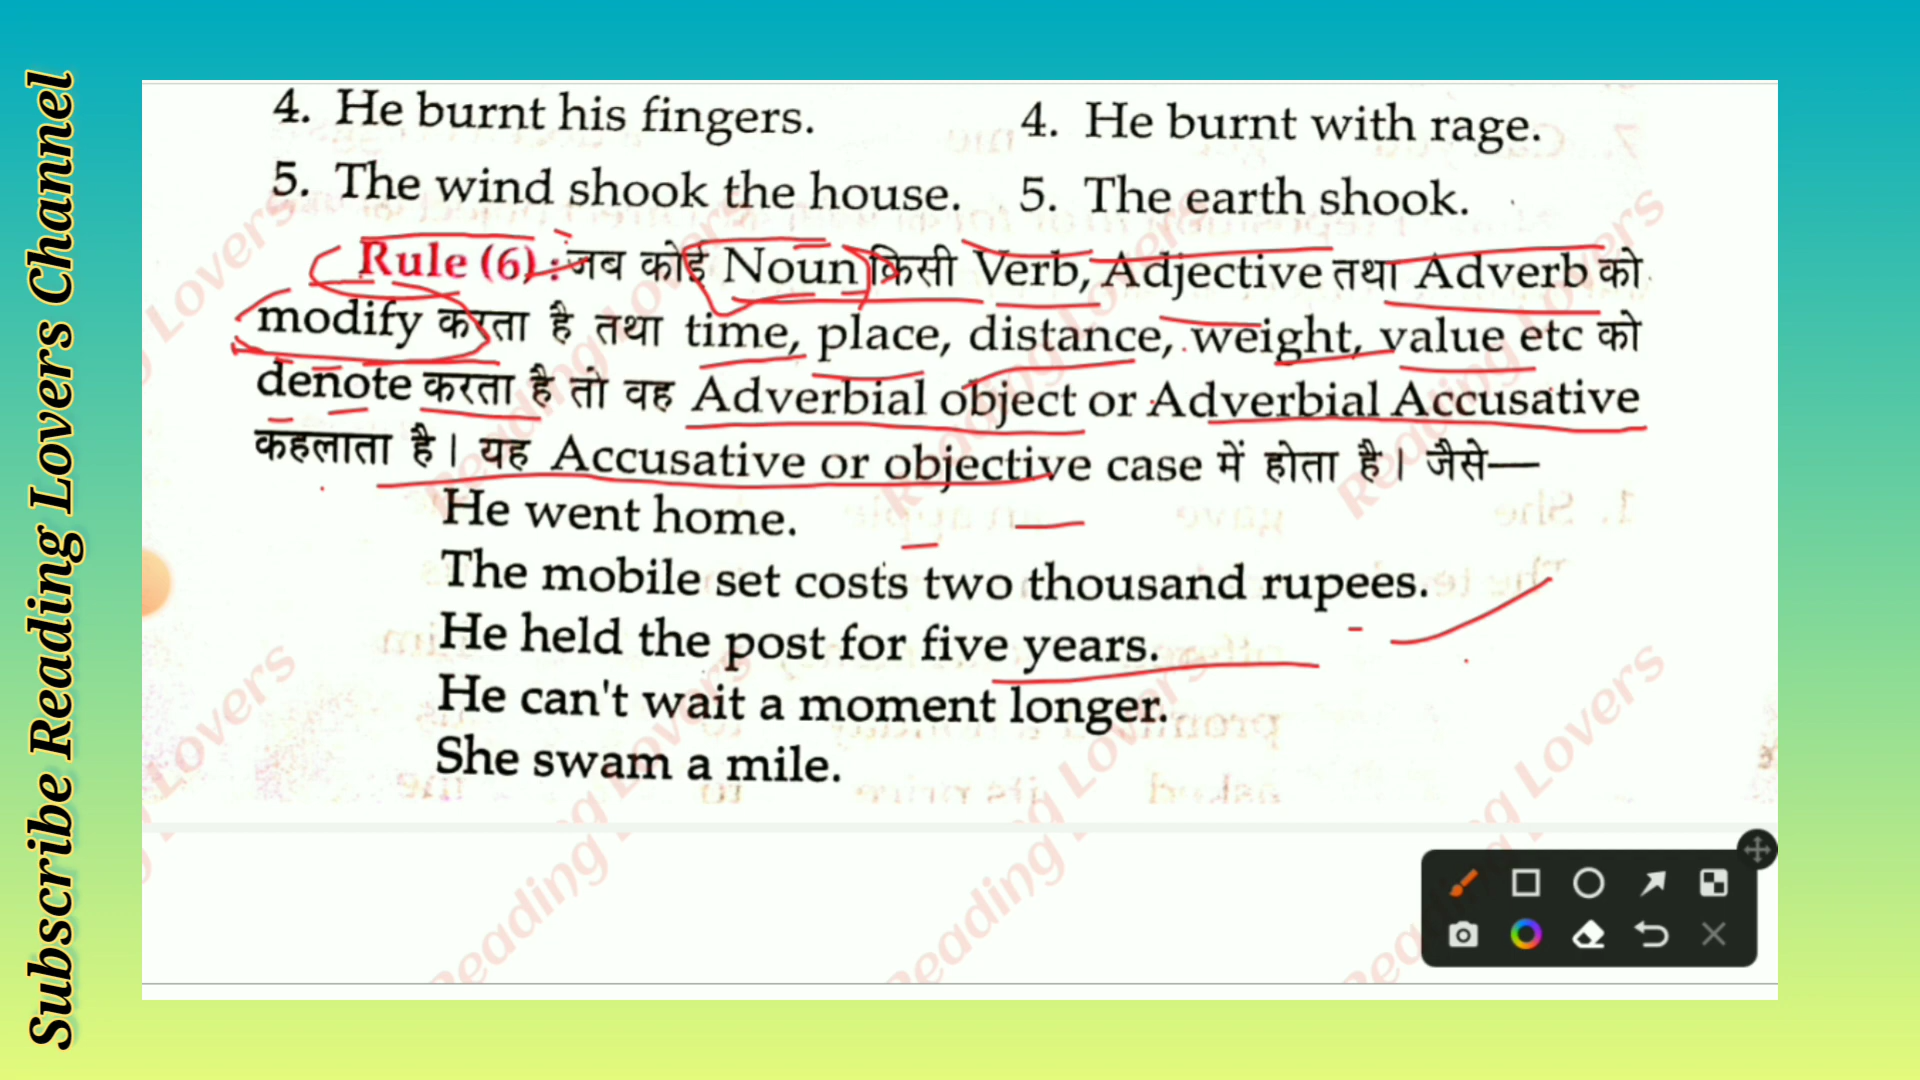 Subscribe Reading Lovers Channel
4. He burnt his fingers. 4. He burnt with rage.
5. The wind shook the house. 5. The earth shook.
Rule (6) : जब कोई Noun किसी Verb, Adjective तथा Adverb को
modify करता है तथा time, place, distance, weight, value etc को
denote करता है तो वह Adverbial object or Adverbial Accusative
कहलाता है। यह Accusative or objective case में होता है। जैसे—
He went home.
The mobile set costs two thousand rupees.
He held the post for five years.
He can't wait a moment longer.
She swam a mile.
Reading Lovers